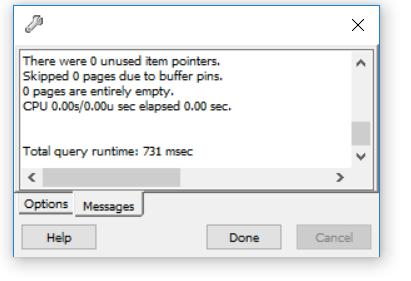 There were 0 unused item pointers.
Skipped 0 pages due to buffer pins.
0 pages are entirely empty.
CPU 0.00s/0.00u sec elapsed 0.00 sec.
Total query runtime: 731 msec
Options
Messages
Help
Done
Cancel